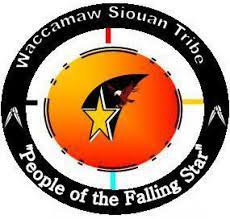 Waccamaw Siouan Tribe
"People of the Falling Star"